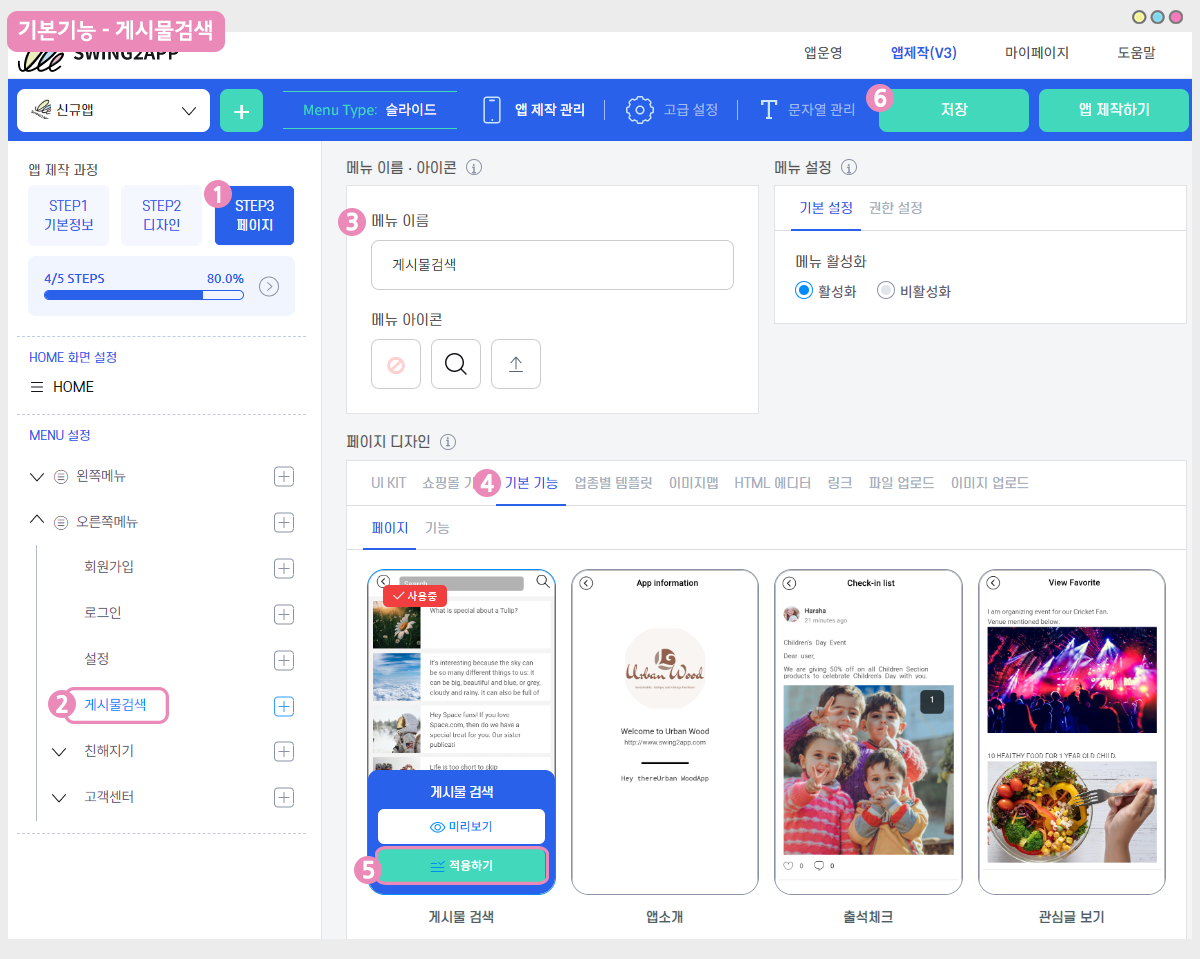 기본기능 - 게시물검색
SWING2APP
앱운영
앱제작(V3)
마이페이지
도움말
신규앱
+
Menu Type: 슬라이드
앱 제작 관리
고급 설정
문자열 관리
6
저장
앱 제작하기
앱 제작 과정
1
STEP1
기본정보
STEP2
디자인
STEP3
페이지
4/5 STEPS
80.0%
HOME 화면 설정
HOME
MENU 설정
왼쪽메뉴
오른쪽메뉴
회원가입
로그인
설정
2
게시물검색
친해지기
고객센터
메뉴 이름 · 아이콘
3
메뉴 이름
게시물검색
메뉴 아이콘
메뉴 설정
기본 설정
권한 설정
메뉴 활성화
활성화
비활성화
페이지 디자인
UI KIT
쇼핑몰 기
4
기본 기능
업종별 템플릿
이미지맵
HTML 에디터
링크
파일 업로드
이미지 업로드
페이지
기능
Search
사용중
What is special about a Tulip?
It's interesting because the sky can
be so many different things to us: it
can be big, beautiful and blue, or grey,
cloudy and rainy. It can also be full of
Hey Space fans! If you love
Space.com, then do we have a
special treat for you. Our sister
publicati
Life is too short to skip
게시물 검색
미리보기
5
적용하기
게시물 검색
App information
Urban Wood
Welcome to Urban Wood
http://www.swing2app.com
Hey thereUrban WoodApp
앱소개
Check-in list
Harsha
21 minutes ago
Children's Day Event
Dear user,
We are giving 50% off on all Children Section
products to celebrate Children's Day with you.
1
0
0
출석체크
View Favorite
I am organizing event for our Cricket Fan.
Venue mentioned below:
10 HEALTHY FOOD FOR 1 YEAR OLD CHILD.
관심글 보기